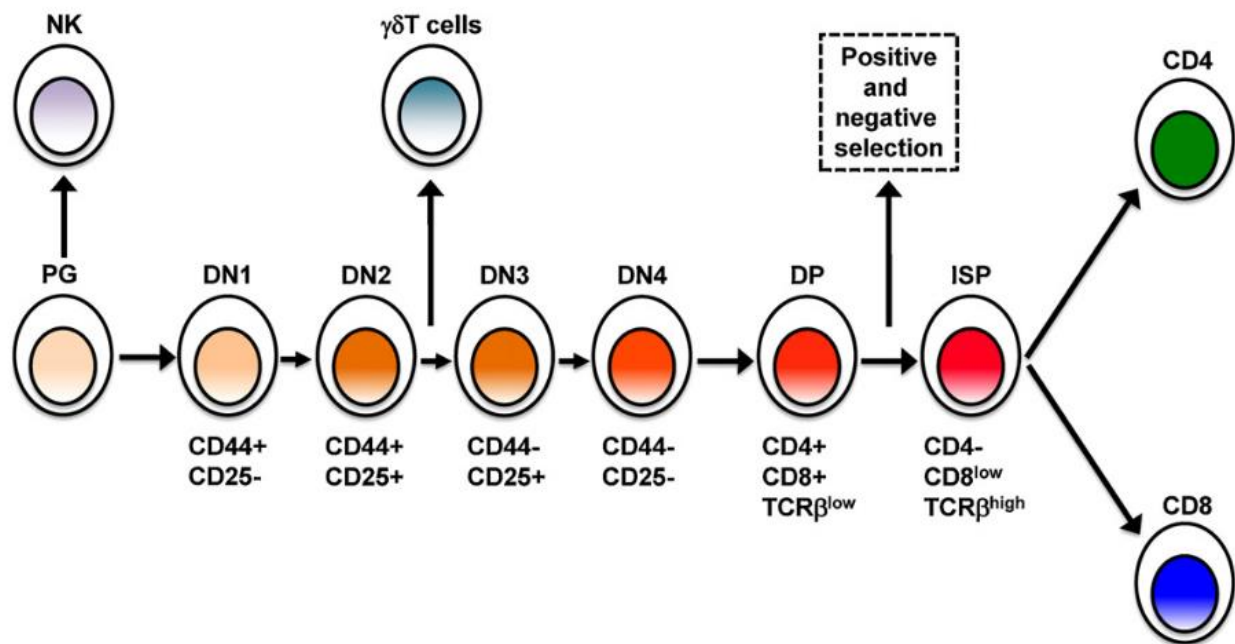 NK
γδT cells
Positive
and
negative
selection
CD4
PG
DN1
DN2
DN3
DN4
DP
ISP
CD44+
CD25-
CD44+
CD25+
CD44-
CD25+
CD44-
CD25-
CD4+
CD8+
TCRβlow
CD4-
CD8low
TCRβhigh
CD8